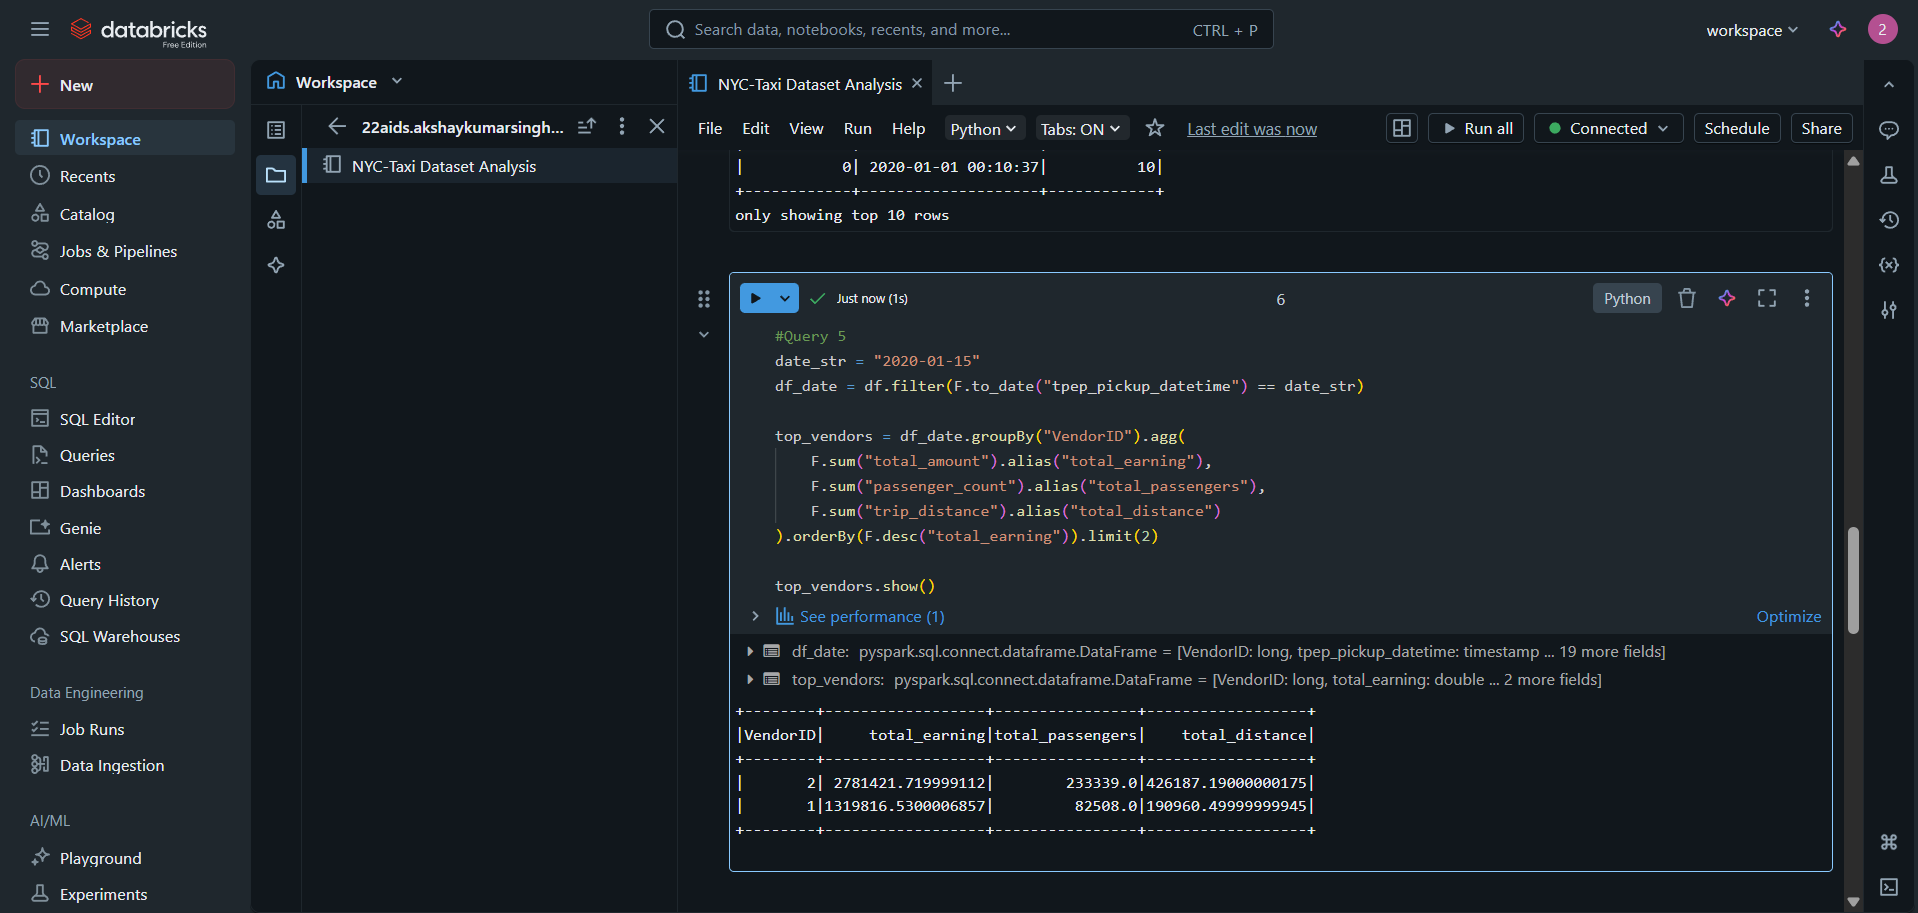 databricks
Free Edition
Search data, notebooks, recents, and more...
CTRL + P
workspace
2
New
Workspace
Recents
Catalog
Jobs & Pipelines
Compute
Marketplace
SQL
SQL Editor
Queries
Dashboards
Genie
Alerts
Query History
SQL Warehouses
Data Engineering
Job Runs
Data Ingestion
AI/ML
Playground
Experiments
Workspace
22aids.akshaykumarsingh...
NYC-Taxi Dataset Analysis
NYC-Taxi Dataset Analysis
File Edit View Run Help Python Tabs: ON Last edit was now
Run all Connected Schedule Share
| 0| 2020-01-01 00:10:37| 10|
+------------+--------------------+------------+
only showing top 10 rows
Just now (1s)
6
Python
#Query 5
date_str = "2020-01-15"
df_date = df.filter(F.to_date("tpep_pickup_datetime") == date_str)
top_vendors = df_date.groupBy("VendorID").agg(
F.sum("total_amount").alias("total_earning"),
F.sum("passenger_count").alias("total_passengers"),
F.sum("trip_distance").alias("total_distance")
).orderBy(F.desc("total_earning")).limit(2)
top_vendors.show()
See performance (1)
Optimize
df_date: pyspark.sql.connect.dataframe.DataFrame = [VendorID: long, tpep_pickup_datetime: timestamp ... 19 more fields]
top_vendors: pyspark.sql.connect.dataframe.DataFrame = [VendorID: long, total_earning: double ... 2 more fields]
+--------+------------------+----------------+------------------+
|VendorID| total_earning|total_passengers| total_distance|
+--------+------------------+----------------+------------------+
| 2| 2781421.719999112| 233339.0|426187.19000000175|
| 1|1319816.5300006857| 82508.0|190960.49999999945|
+--------+------------------+----------------+------------------+